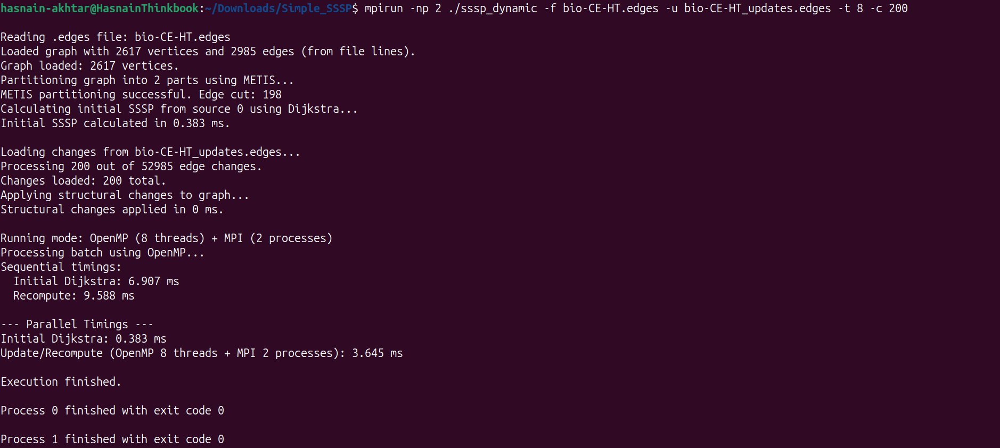 hasnain-akhtar@HasnainThinkbook:~/Downloads/Simple_SSSP$ mpirun -np 2 ./sssp_dynamic -f bio-CE-HT.edges -u bio-CE-HT_updates.edges -t 8 -c 200
Reading .edges file: bio-CE-HT.edges
Loaded graph with 2617 vertices and 2985 edges (from file lines).
Graph loaded: 2617 vertices.
Partitioning graph into 2 parts using METIS...
METIS partitioning successful. Edge cut: 198
Calculating initial SSSP from source 0 using Dijkstra...
Initial SSSP calculated in 0.383 ms.
Loading changes from bio-CE-HT_updates.edges...
Processing 200 out of 52985 edge changes.
Changes loaded: 200 total.
Applying structural changes to graph...
Structural changes applied in 0 ms.
Running mode: OpenMP (8 threads) + MPI (2 processes)
Processing batch using OpenMP...
Sequential timings:
  Initial Dijkstra: 6.907 ms
  Recompute: 9.588 ms
--- Parallel Timings ---
Initial Dijkstra: 0.383 ms
Update/Recompute (OpenMP 8 threads + MPI 2 processes): 3.645 ms
Execution finished.
Process 0 finished with exit code 0
Process 1 finished with exit code 0